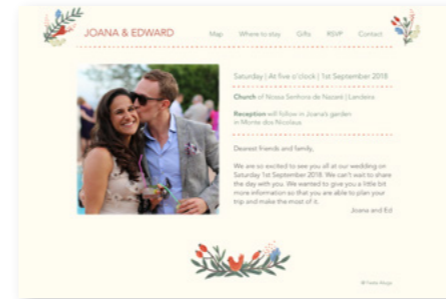 JOANA & EDWARD
Map Where to stay Gifts RSVP Contact
Saturday | At five o'clock | 1st September 2018
Church of Nossa Senhora de Nazaré | Landeira
Reception will follow in Joana's garden
in Monte dos Nicolaus
Dearest friends and family,
We are so excited to see you all at our wedding on
Saturday 1st September 2018. We can't wait to share
the day with you. We wanted to give you a little bit
more information so that you are able to plan your
trip and make the most of it.
Joana and Ed